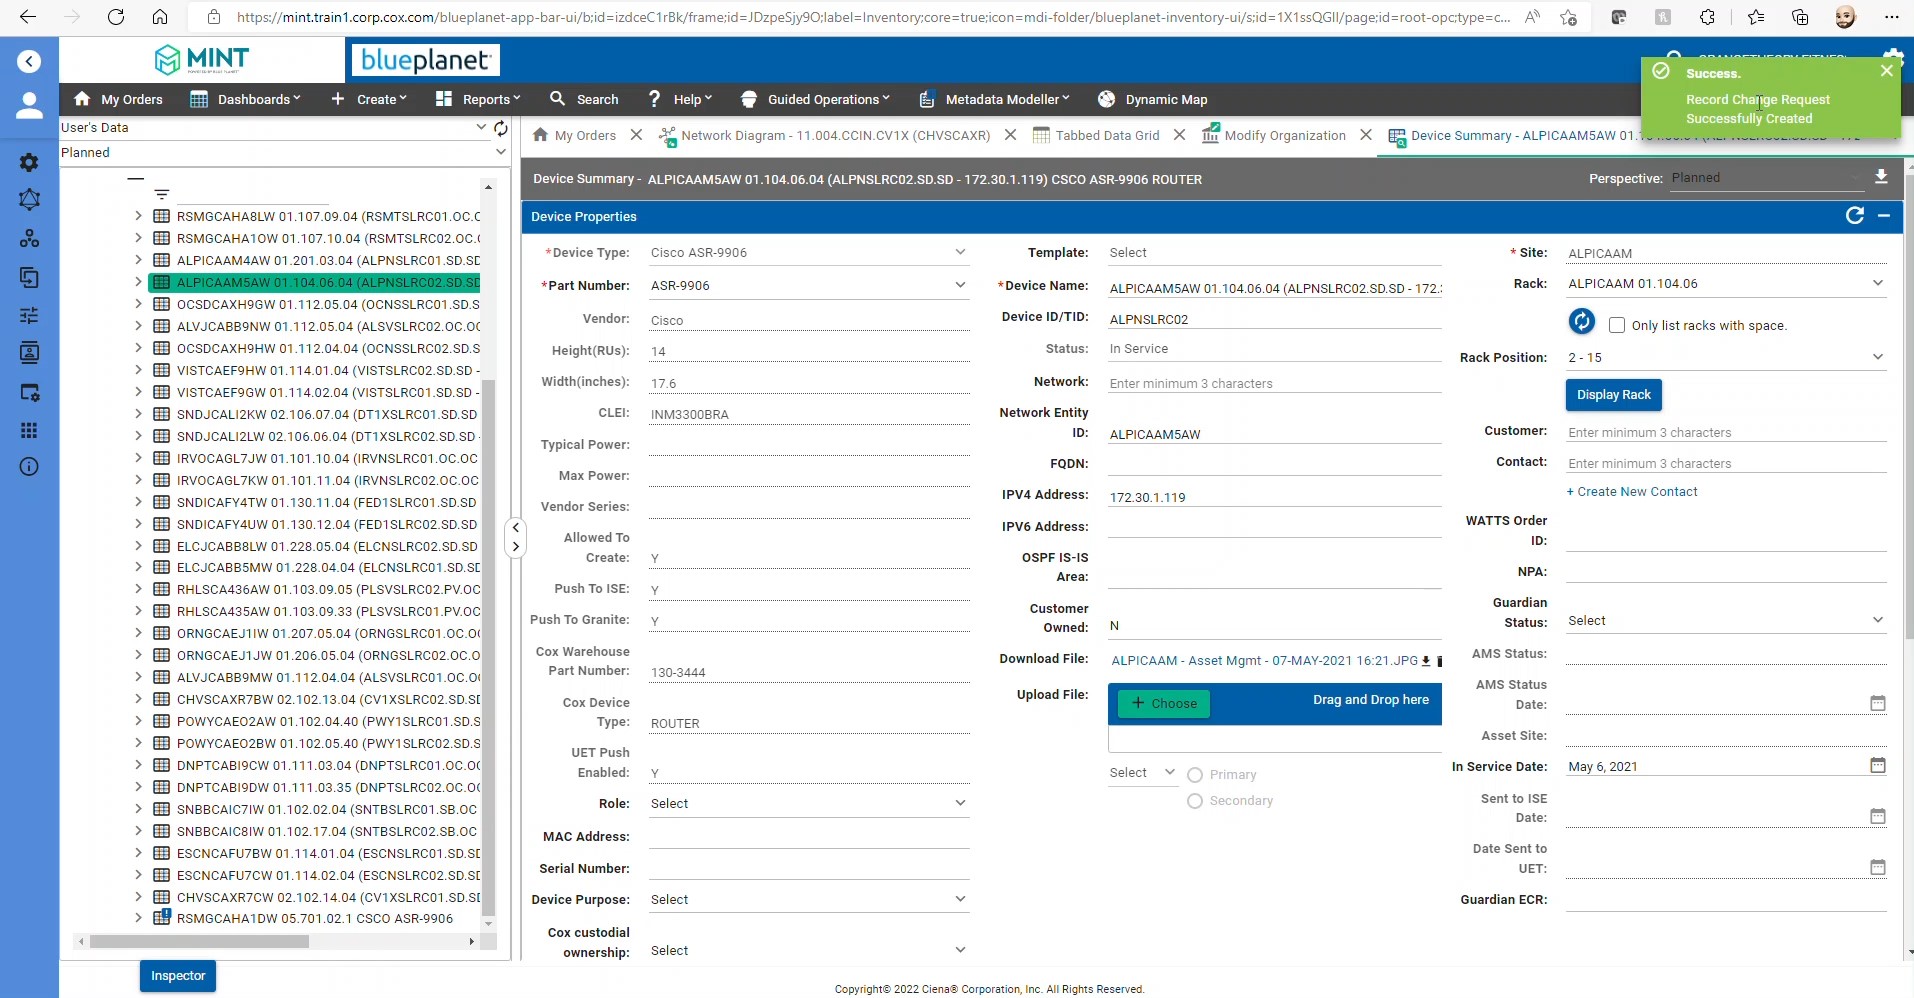 https://mint.train1.corp.cox.com/blueplanet-app-bar-ui/b;id=izdceC1rBk/frame;id=JDzpeSjy9O;label=Inventory;core=true;icon=mdi-folder/blueplanet-inventory-ui/s;id=1X1ssQGII/page;id=root-opc;type=c...
MINT
blueplanet
Success.
Record Change Request
Successfully Created
My Orders
Dashboards
Create
Reports
Search
Help
Guided Operations
Metadata Modeller
Dynamic Map
User's Data
Planned
My Orders
Network Diagram - 11.004.CCIN.CV1X (CHVSCAXR)
Tabbed Data Grid
Modify Organization
Device Summary - ALPICAAM5AW
Device Summary - ALPICAAM5AW 01.104.06.04 (ALPNSLRC02.SD.SD - 172.30.1.119) CSCO ASR-9906 ROUTER
Perspective: Planned
RSMGCAHA8LW 01.107.09.04 (RSMTSLRC01.OC.C
RSMGCAHA1OW 01.107.10.04 (RSMTSLRC02.OC.
ALPICAAM4AW 01.201.03.04 (ALPNSLRC01.SD.SD
ALPICAAM5AW 01.104.06.04 (ALPNSLRC02.SD.SD
OCSDCAXH9GW 01.112.05.04 (OCNSSLRC01.SD.S
ALVJCABB9NW 01.112.05.04 (ALSVSLRC02.OC.OC
OCSDCAXH9HW 01.112.04.04 (OCNSSLRC02.SD.S
VISTCAEF9HW 01.114.01.04 (VISTSLRC02.SD.SD -
VISTCAEF9GW 01.114.02.04 (VISTSLRC01.SD.SD -
SNDJCALI2KW 02.106.07.04 (DT1XSLRC01.SD.SD
SNDJCALI2LW 02.106.06.04 (DT1XSLRC02.SD.SD
IRVOCAGL7JW 01.101.10.04 (IRVNSLRC01.OC.OC
IRVOCAGL7KW 01.101.11.04 (IRVNSLRC02.OC.OC
SNDICAFY4TW 01.130.11.04 (FED1SLRC01.SD.SD
SNDICAFY4UW 01.130.12.04 (FED1SLRC02.SD.SD
ELCJCABB8LW 01.228.05.04 (ELCNSLRC02.SD.SD
ELCJCABB5MW 01.228.04.04 (ELCNSLRC01.SD.SD
RHLSCA436AW 01.103.09.05 (PLSVSLRC02.PV.OC
RHLSCA435AW 01.103.09.33 (PLSVSLRC01.PV.OC
ORNGCAEJ1IW 01.207.05.04 (ORNGSLRC01.OC.O
ORNGCAEJ1JW 01.206.05.04 (ORNGSLRC02.OC.O
ALVJCABB9MW 01.112.04.04 (ALSVSLRC01.OC.O
CHVSCAXR7BW 02.102.13.04 (CV1XSLRC02.SD.SD
POWYCAEO2AW 01.102.04.40 (PWY1SLRC01.SD.S
POWYCAEO2BW 01.102.05.40 (PWY1SLRC02.SD.S
DNPTCABI9CW 01.111.03.04 (DNPTSLRC01.OC.OC
DNPTCABI9DW 01.111.03.35 (DNPTSLRC02.OC.OC
SNBBCAIC7IW 01.102.02.04 (SNTBSLRC01.SB.OC
SNBBCAIC8IW 01.102.17.04 (SNTBSLRC02.SB.OC
ESCNCAFU7BW 01.114.01.04 (ESCNSLRC01.SD.SD
ESCNCAFU7CW 01.114.02.04 (ESCNSLRC02.SD.SD
CHVSCAXR7CW 02.102.14.04 (CV1XSLRC01.SD.SD
RSMGCAHA1DW 05.701.02.1 CSCO ASR-9906
Inspector
Device Properties
*Device Type: Cisco ASR-9906
*Part Number: ASR-9906
Vendor: Cisco
Height(RUs): 14
Width(inches): 17.6
CLEI: INM3300BRA
Typical Power:
Max Power:
Vendor Series:
Allowed To
Create: Y
Push To ISE: Y
Push To Granite: Y
Cox Warehouse
Part Number: 130-3444
Cox Device
Type: ROUTER
UET Push
Enabled: Y
Role: Select
MAC Address:
Serial Number:
Device Purpose: Select
Cox custodial
ownership: Select
Template: Select
*Device Name: ALPICAAM5AW 01.104.06.04 (ALPNSLRC02.SD.SD - 172.
Device ID/TID: ALPNSLRC02
Status: In Service
Network: Enter minimum 3 characters
Network Entity
ID: ALPICAAM5AW
FQDN:
IPV4 Address: 172.30.1.119
IPV6 Address:
OSPF IS-IS
Area:
Customer
Owned: N
Download File: ALPICAAM - Asset Mgmt - 07-MAY-2021 16:21.JPG
Upload File: + Choose Drag and Drop here
Select Primary
Secondary
* Site: ALPICAAM
Rack: ALPICAAM 01.104.06
Only list racks with space.
Rack Position: 2 - 15
Display Rack
Customer: Enter minimum 3 characters
Contact: Enter minimum 3 characters
+ Create New Contact
WATTS Order
ID:
NPA:
Guardian
Status: Select
AMS Status:
AMS Status
Date:
Asset Site:
In Service Date: May 6, 2021
Sent to ISE
Date:
Date Sent to
UET:
Guardian ECR:
Copyright© 2022 Ciena® Corporation, Inc. All Rights Reserved.